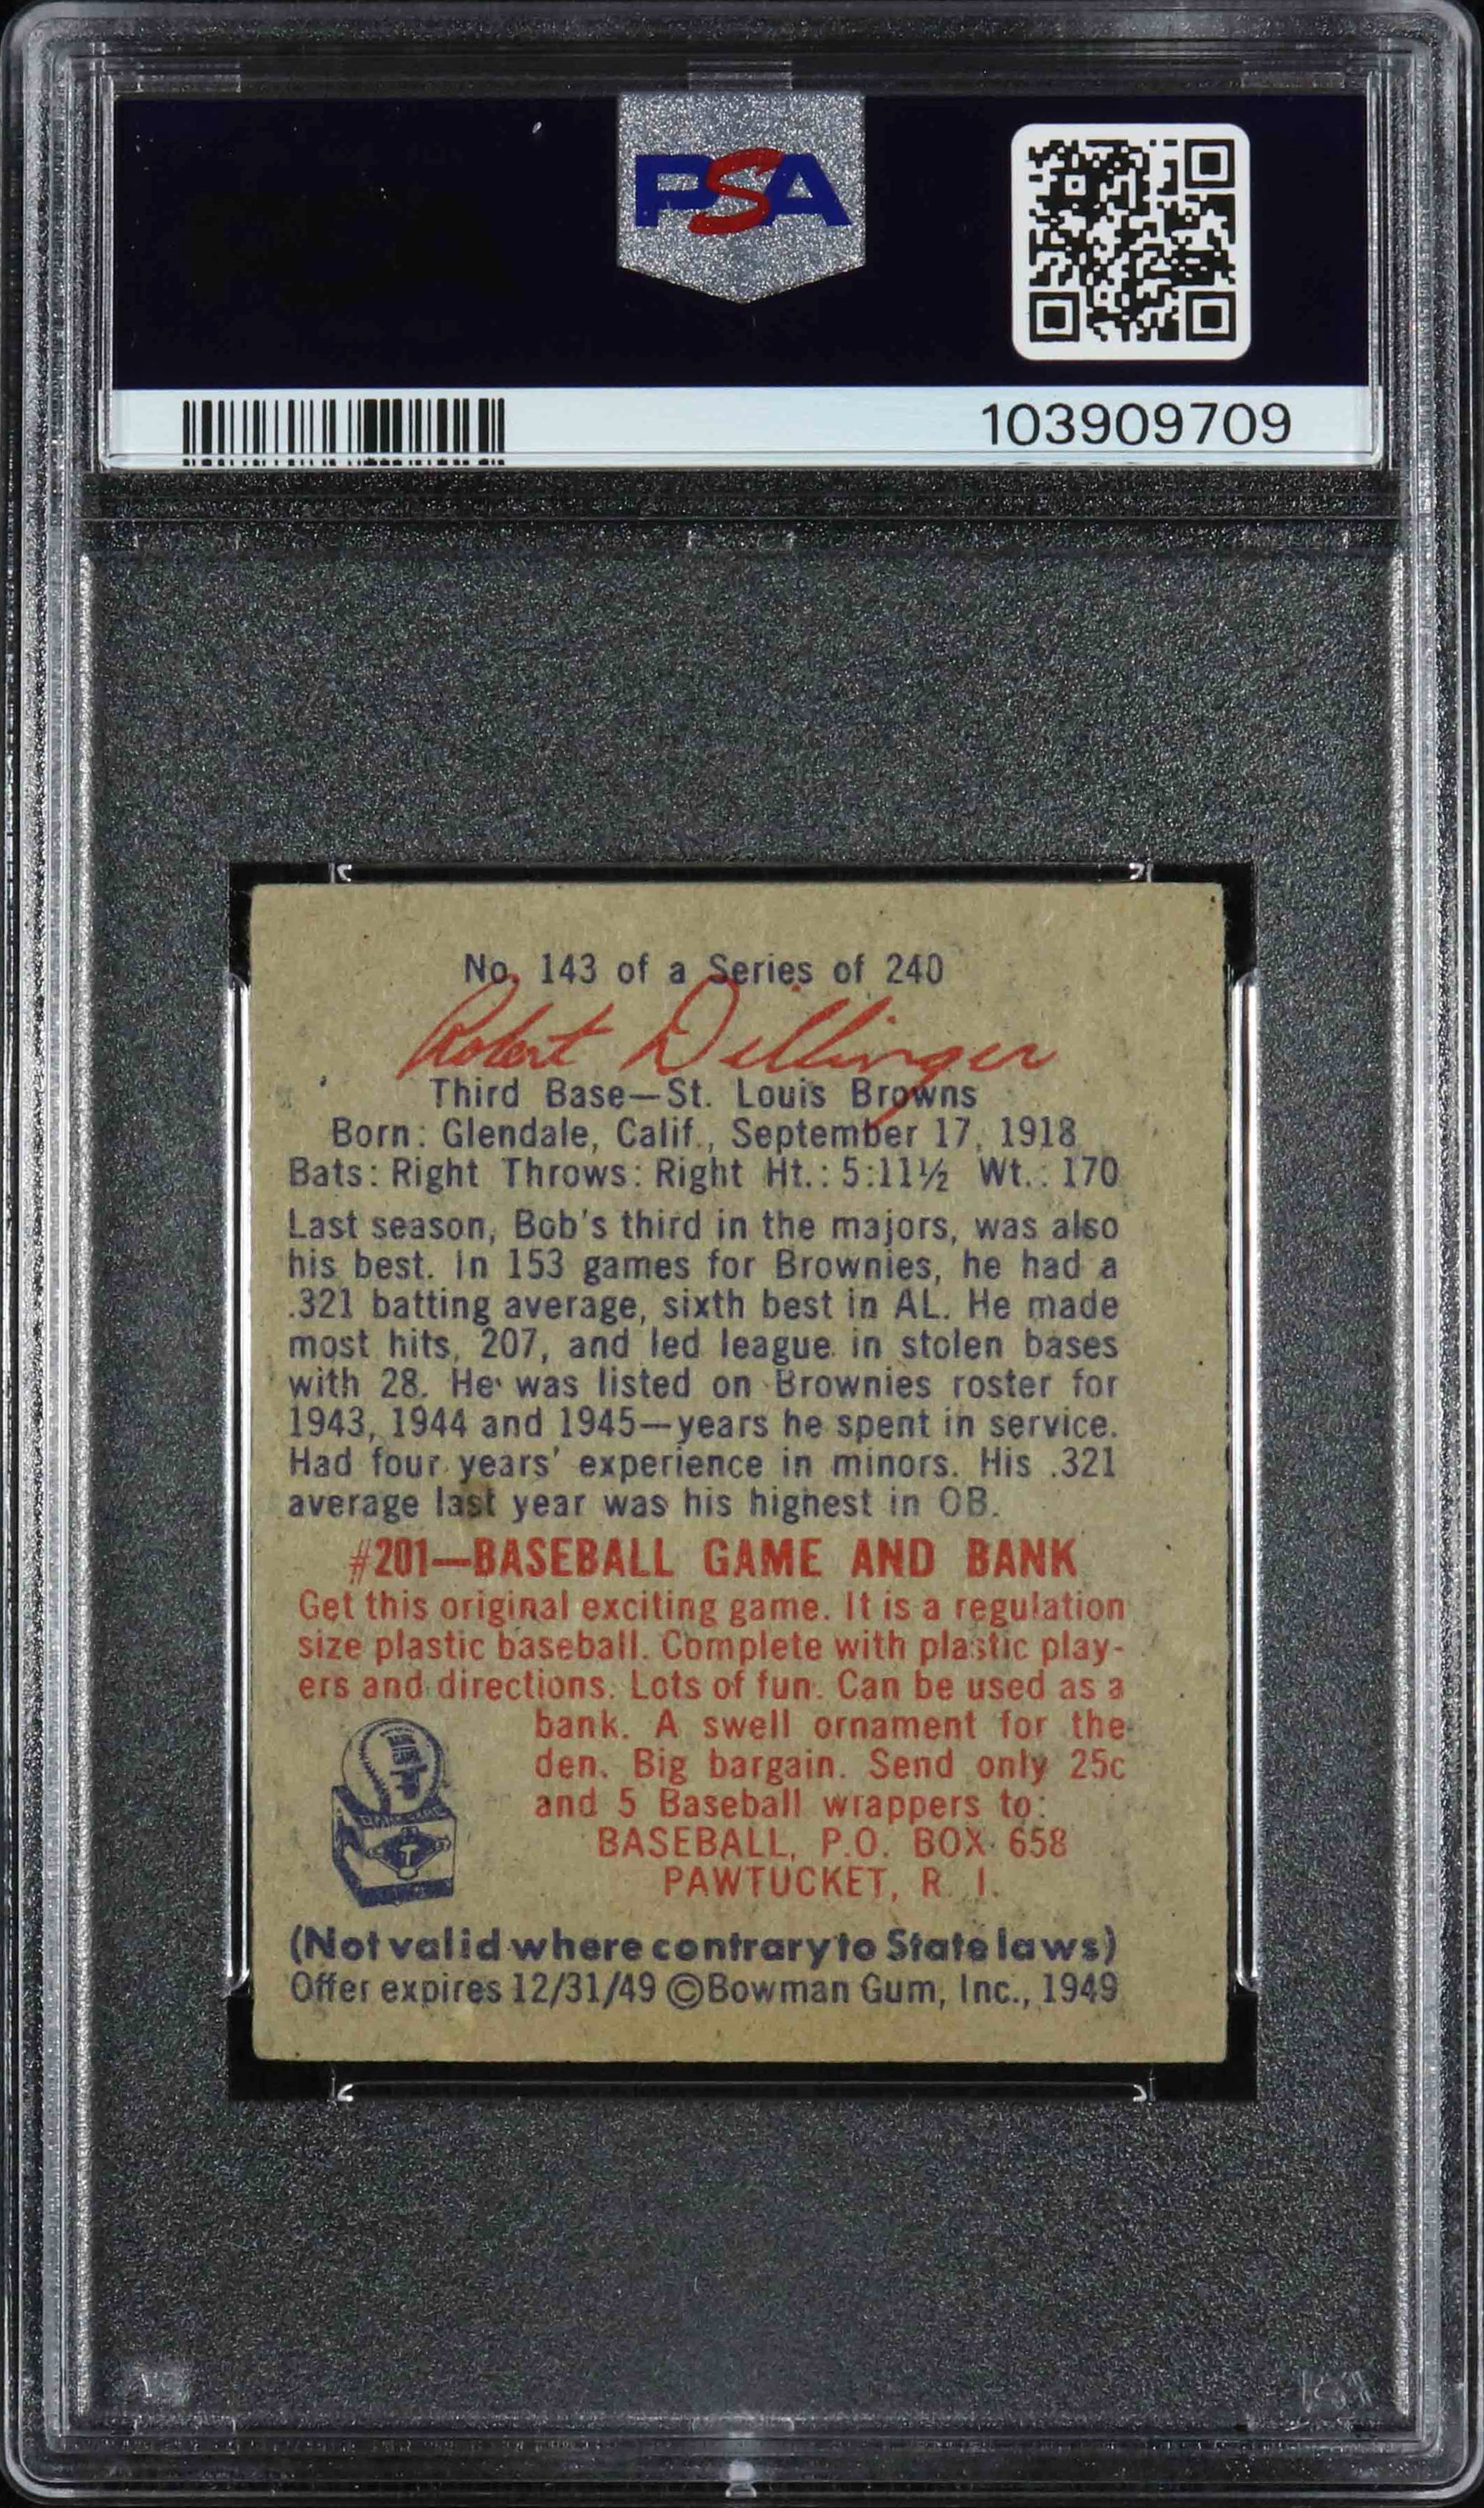 PSA
103909709
No. 143 of a Series of 240
Robert Dillinger
Third Base—St. Louis Browns
Born: Glendale, Calif., September 17, 1918
Bats: Right Throws: Right Ht.: 5:11½ Wt.: 170
Last season, Bob's third in the majors, was also
his best. In 153 games for Brownies, he had a
.321 batting average, sixth best in AL. He made
most hits, 207, and led league in stolen bases
with 28. He was listed on Brownies roster for
1943, 1944 and 1945—years he spent in service.
Had four years' experience in minors. His .321
average last year was his highest in OB.
#201—BASEBALL GAME AND BANK
Get this original exciting game. It is a regulation
size plastic baseball. Complete with plastic play-
ers and directions. Lots of fun. Can be used as a
bank. A swell ornament for the
den. Big bargain. Send only 25c
and 5 Baseball wrappers to:
BASEBALL, P.O. BOX 658
PAWTUCKET, R. I.
(Not valid where contrary to State laws)
Offer expires 12/31/49 ©Bowman Gum, Inc., 1949